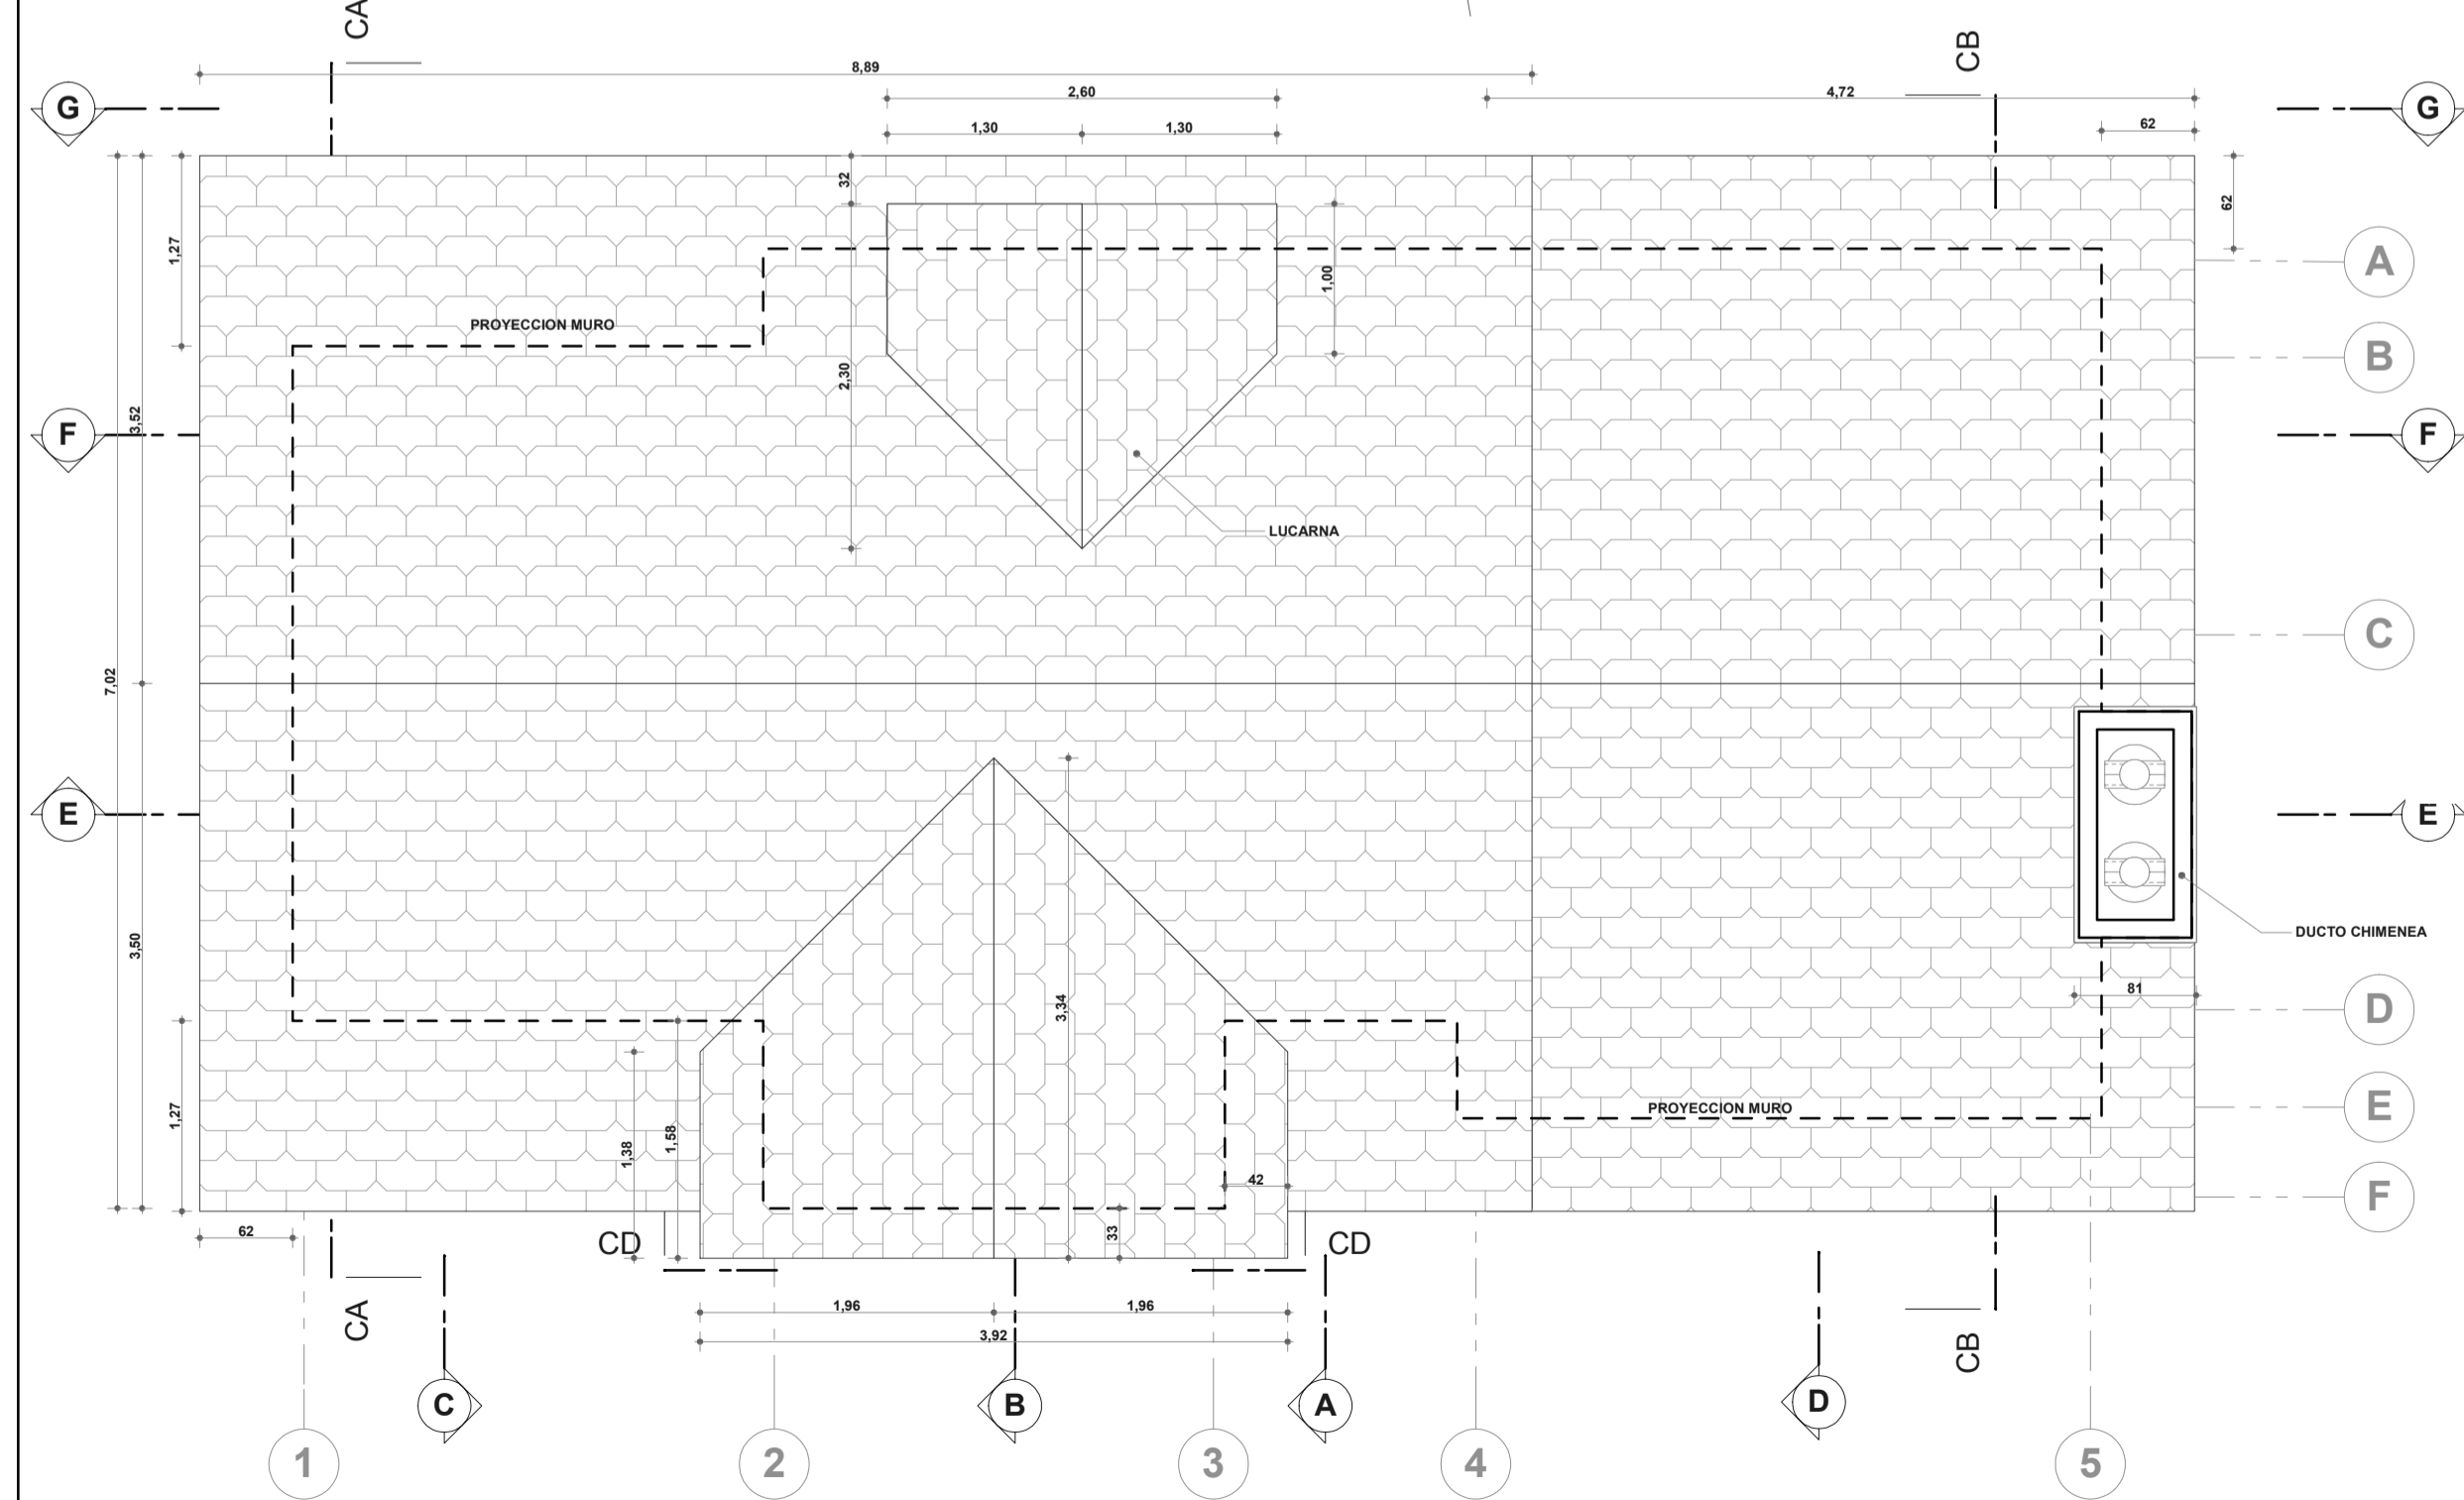 CA
CB
8,89
G
2,60
4,72
G
1,30
1,30
62
32
62
1,27
A
1,00
PROYECCION MURO
B
2,30
3,52
F
F
LUCARNA
C
7,02
E
E
3,50
DUCTO CHIMENEA
81
D
3,34
1,27
PROYECCION MURO
E
1,58
1,38
42
F
62
33
CD
CD
CA
1,96
1,96
3,92
CB
C
B
A
D
1
2
3
4
5